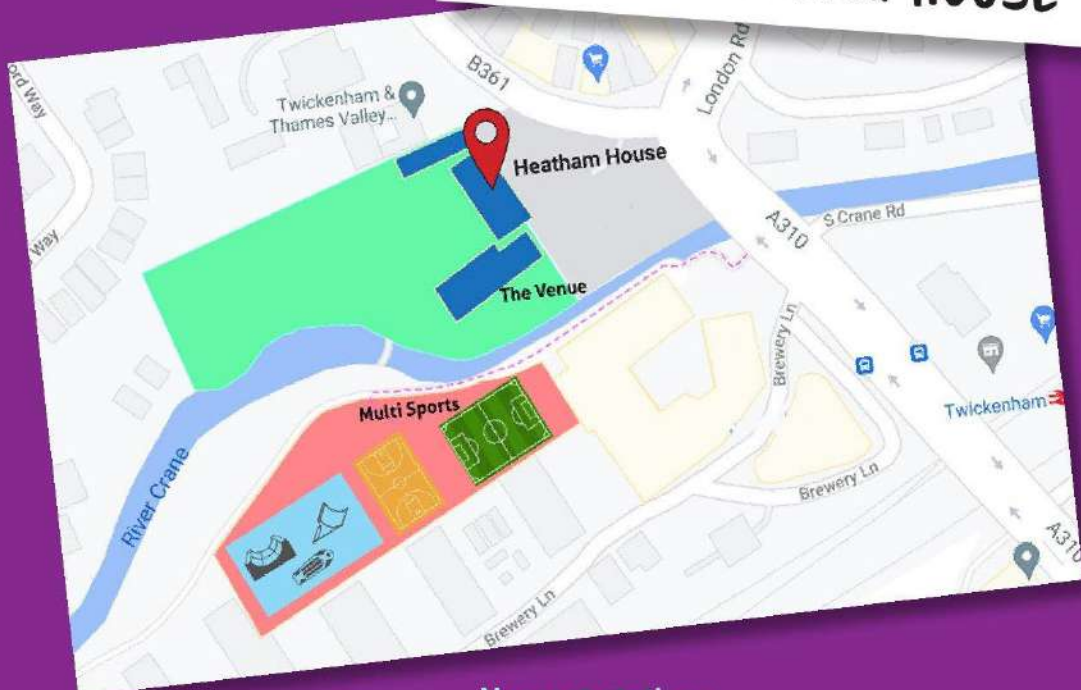 HOUSE
B361
London Rd
Twickenham &
Thames Valley...
Heatham House
Way
A310
S Crane Rd
The Venue
Brewery Ln
Multi Sports
Twickenham
River Crane
Brewery Ln
A310
Brewery Ln